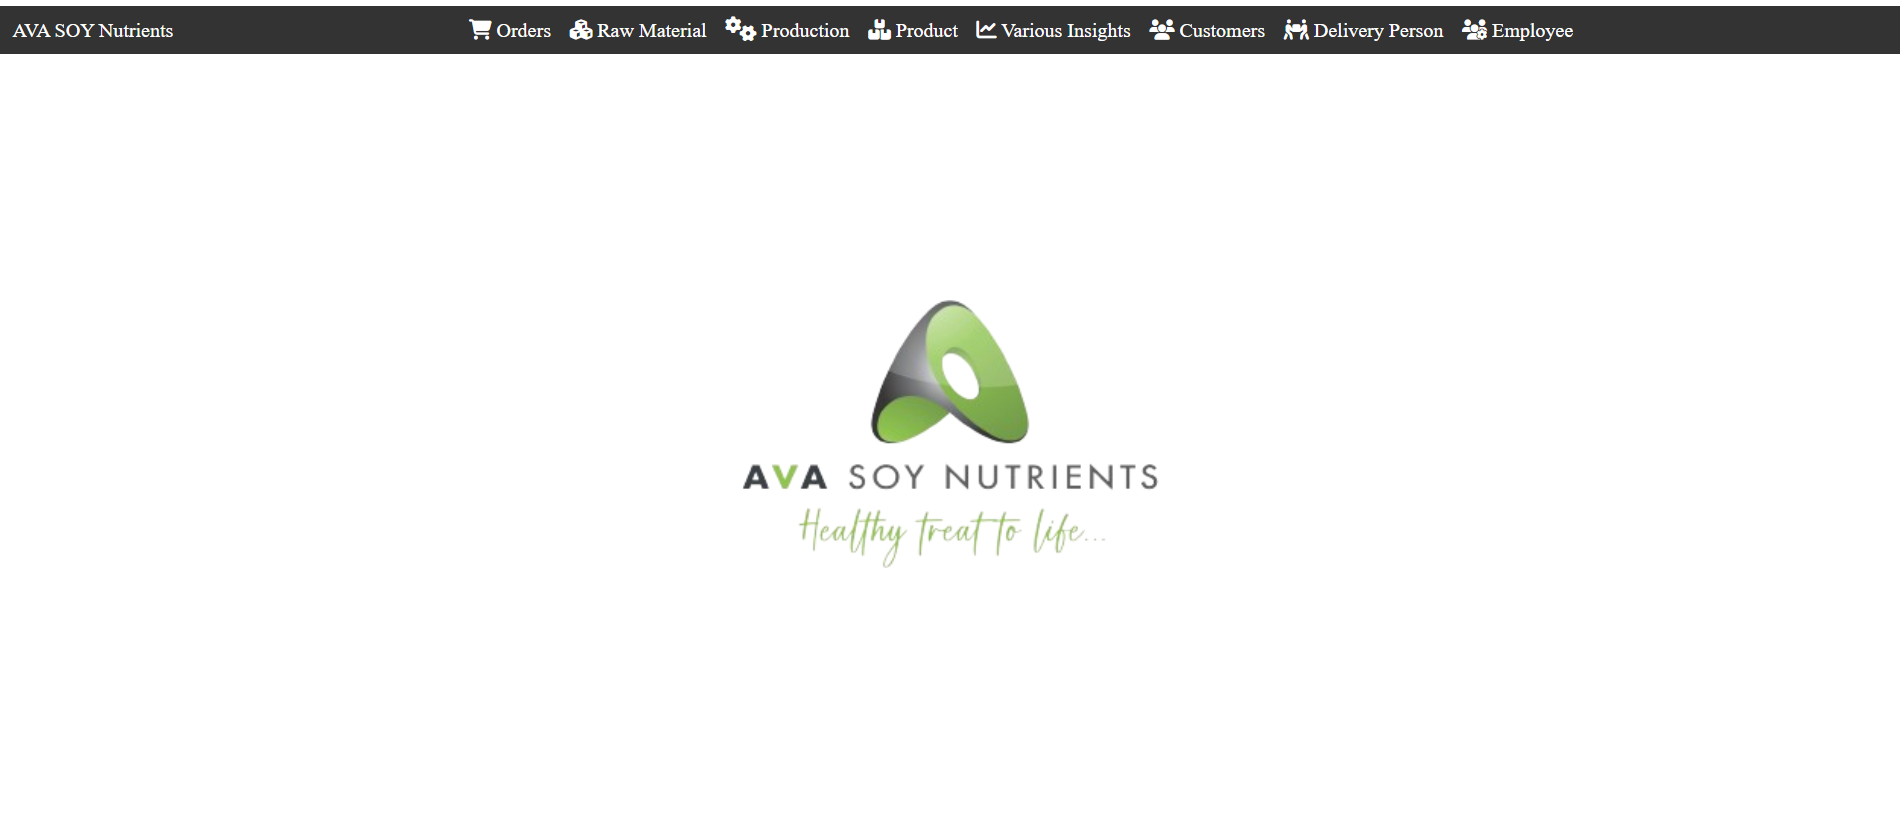 AVA SOY Nutrients Orders Raw Material Production Product Various Insights Customers Delivery Person Employee
AVA SOY NUTRIENTS
Healthy treat to life...